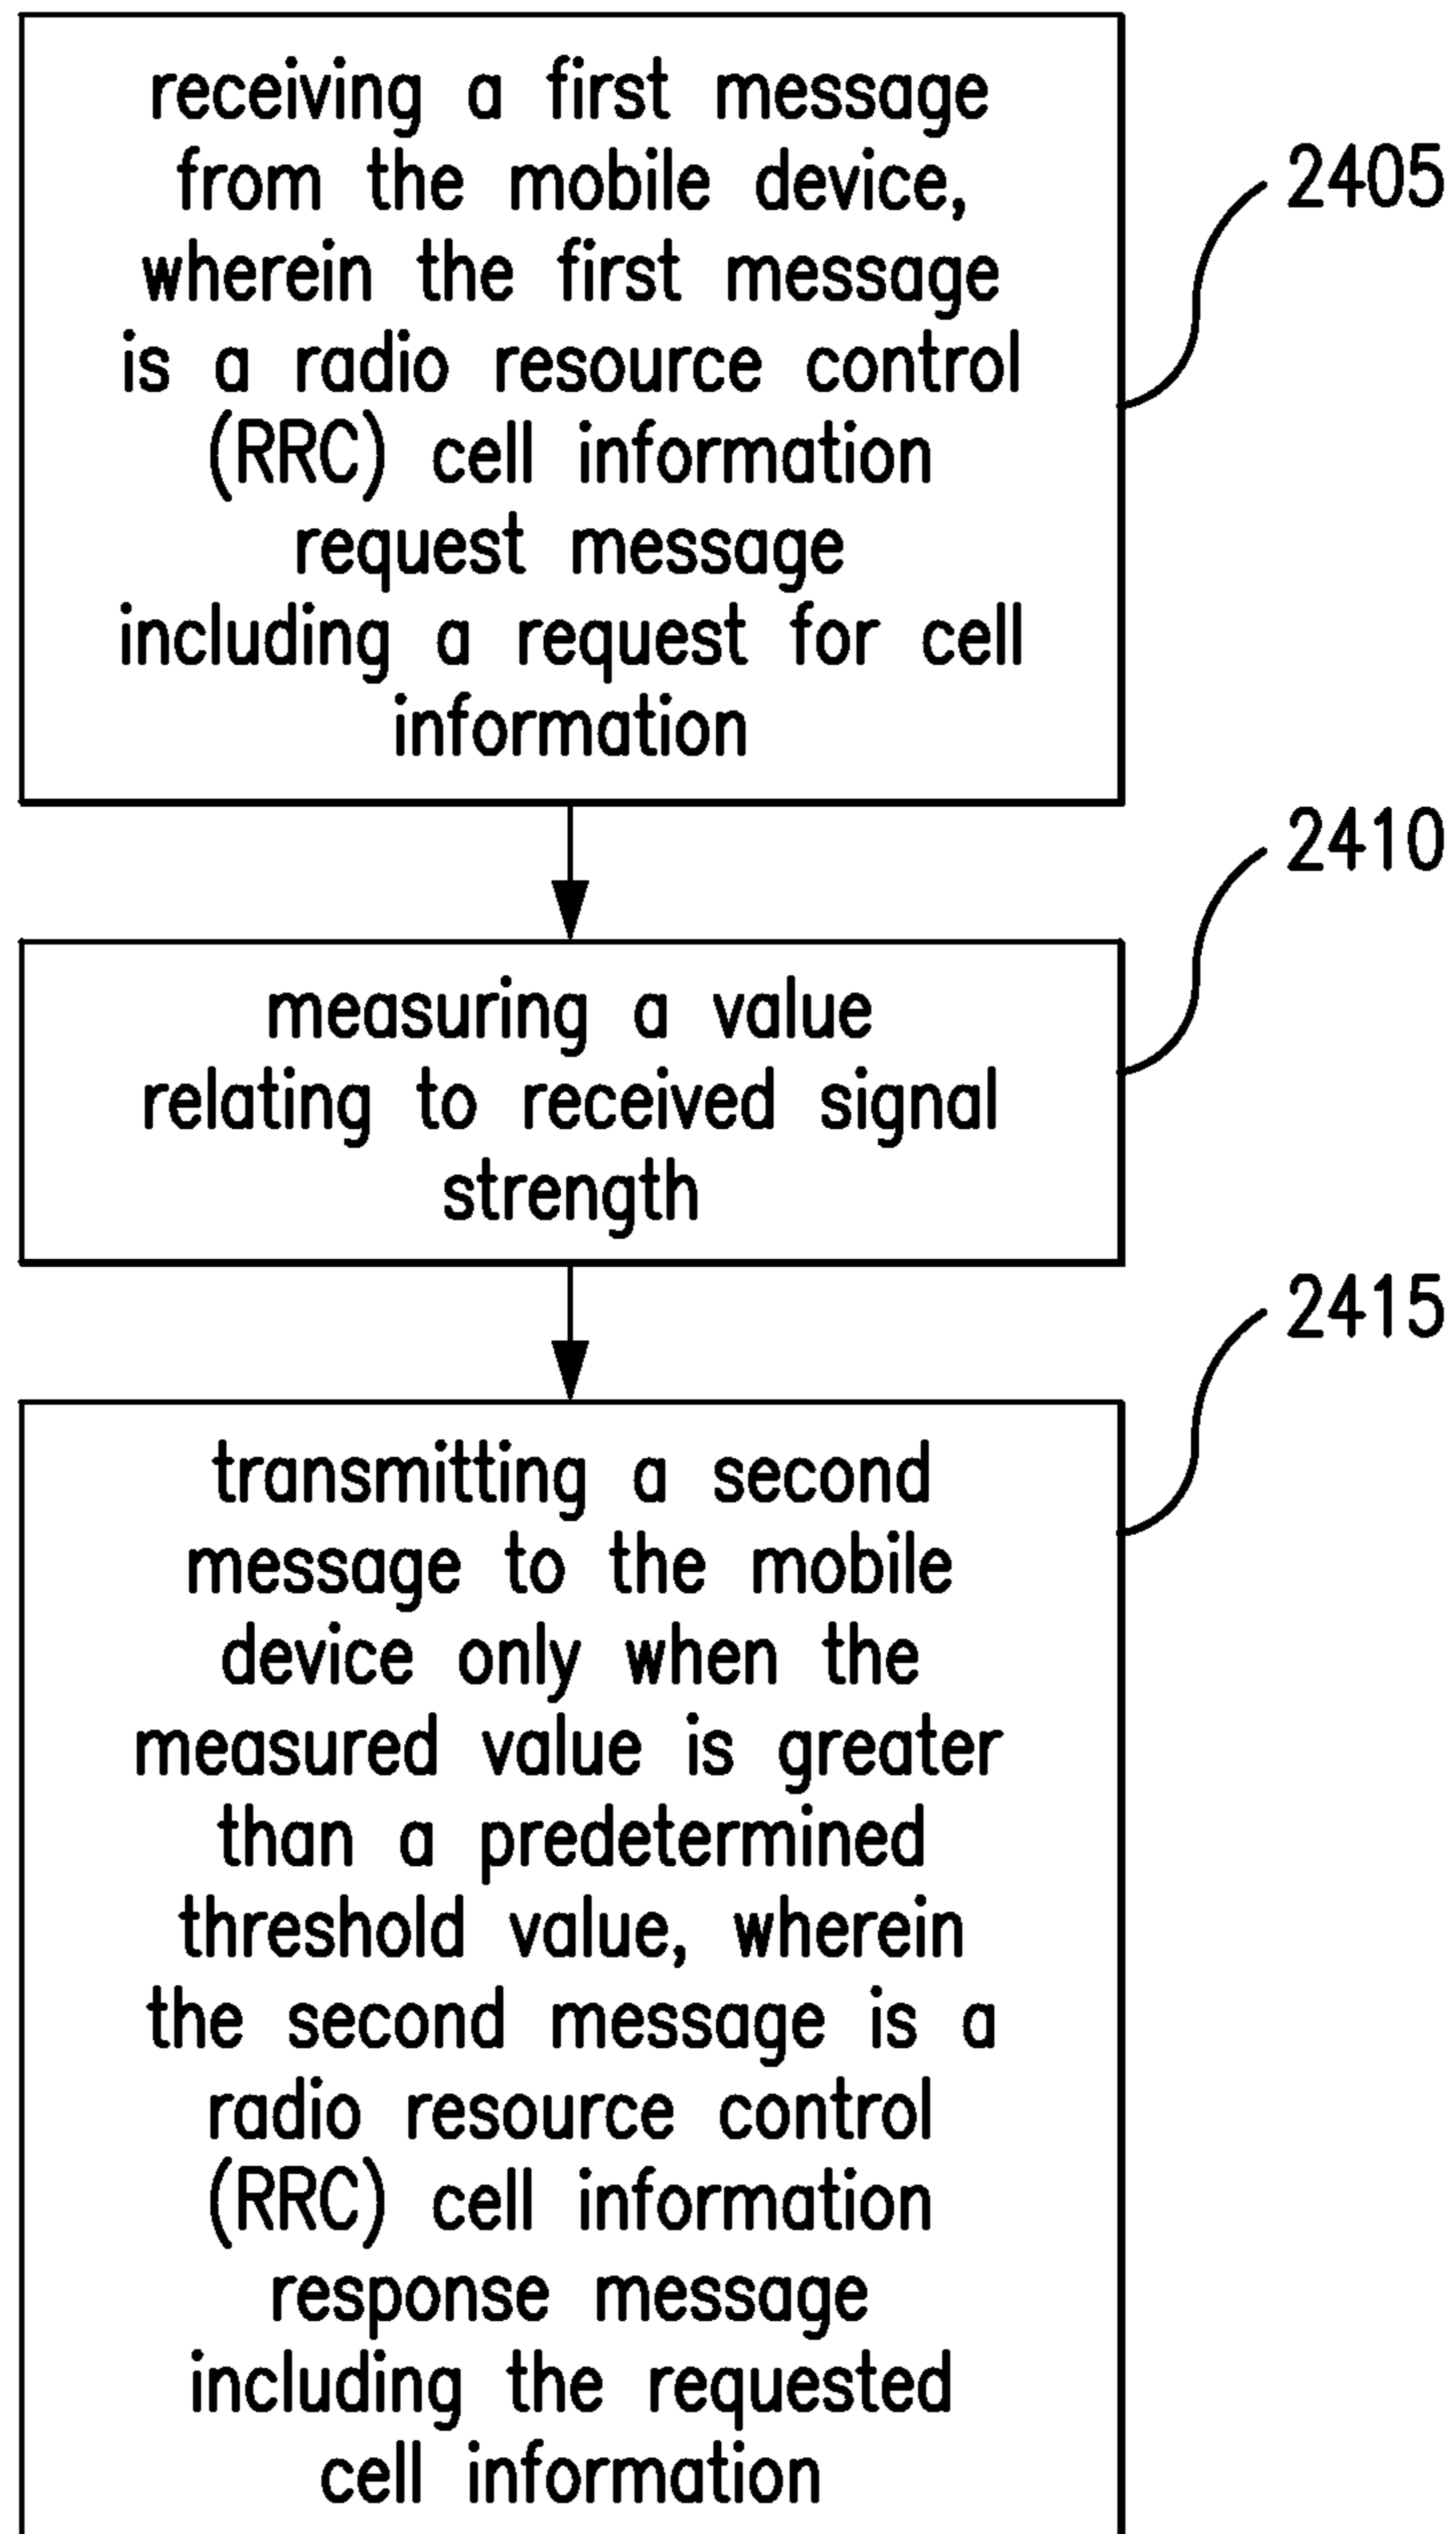 receiving a first message
from the mobile device,
wherein the first message
is a radio resource control
(RRC) cell information
request message
including a request for cell
information
2405
measuring a value
relating to received signal
strength
2410
transmitting a second
message to the mobile
device only when the
measured value is greater
than a predetermined
threshold value, wherein
the second message is a
radio resource control
(RRC) cell information
response message
including the requested
cell information
2415